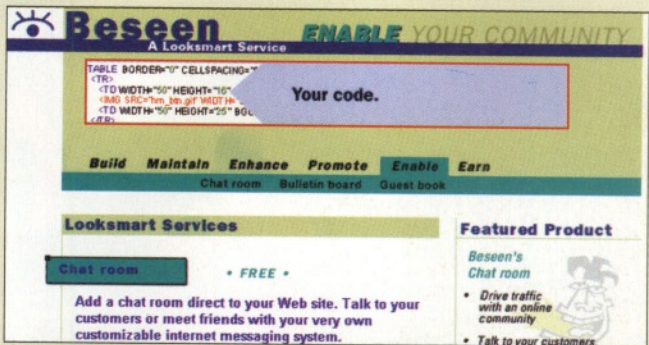 Beseen
A Looksmart Service
ENABLE YOUR COMMUNITY
TABLE BORDER="0" CELLSPACING="
<TR>
<TD WIDTH="50" HEIGHT="16"
<IMG SRC="hm_btn.gif" WIDTH=
<TD WIDTH="50" HEIGHT="25" BGC
</TR>
Your code.
Build Maintain Enhance Promote Enable Earn
Chat room Bulletin board Guest book
Looksmart Services
Chat room
• FREE •
Add a chat room direct to your Web site. Talk to your
customers or meet friends with your very own
customizable internet messaging system.
Featured Product
Beseen's
Chat room
• Drive traffic
with an online
community
• Talk to your customers